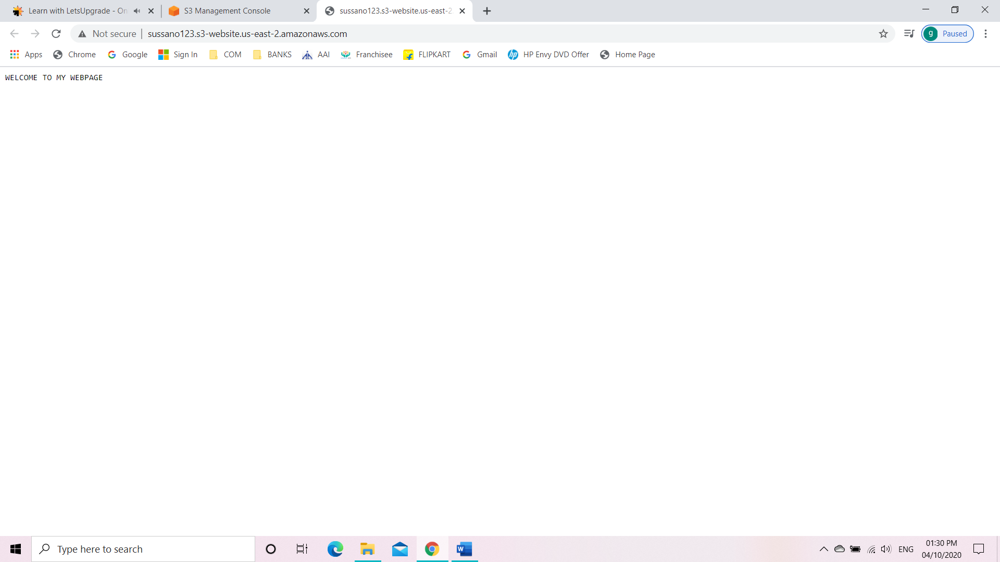 Learn with LetsUpgrade - On
S3 Management Console
sussano123.s3-website.us-east-2
Not secure
sussano123.s3-website.us-east-2.amazonaws.com
g
Paused
Apps
Chrome
Google
Sign In
COM
BANKS
AAI
Franchisee
FLIPKART
Gmail
hp
HP Envy DVD Offer
Home Page
WELCOME TO MY WEBPAGE
Type here to search
W
ENG
01:30 PM
04/10/2020